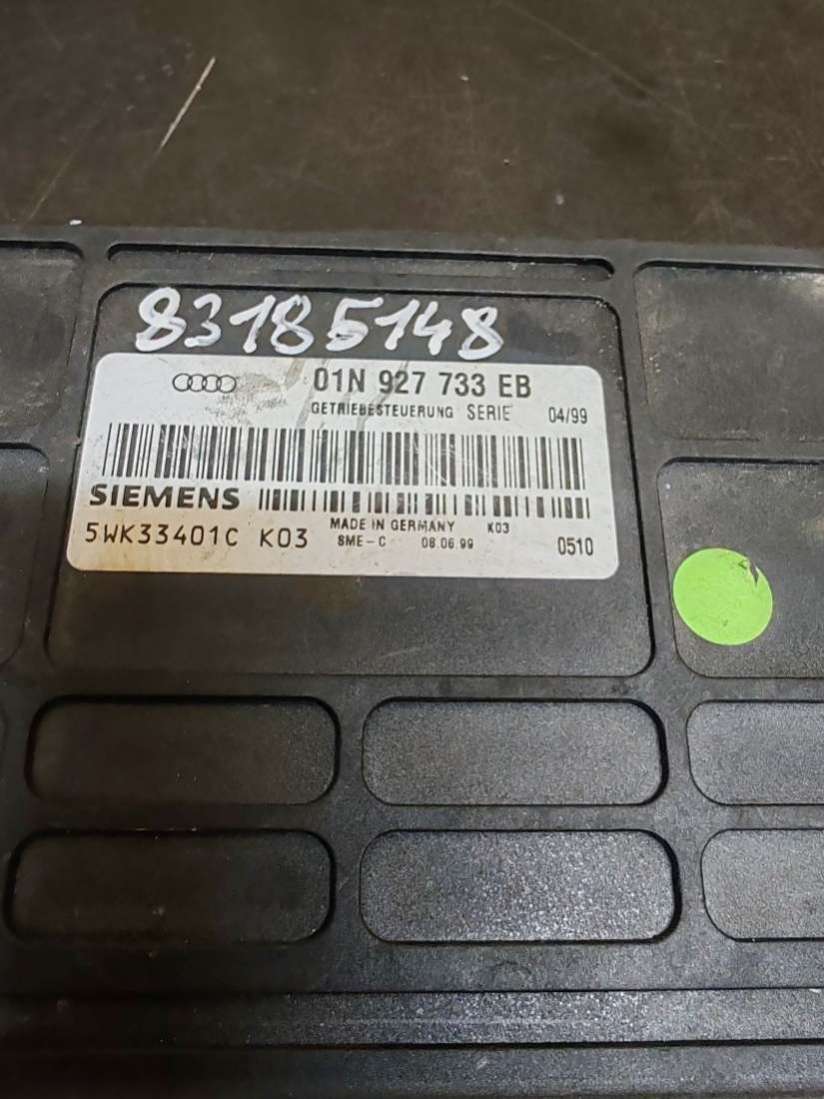 83185148
01N 927 733 EB
GETRIEBESTEUERUNG SERIE 04/99
SIEMENS
MADE IN GERMANY K03
5WK33401C K03 SME-C 08.06.99 0510